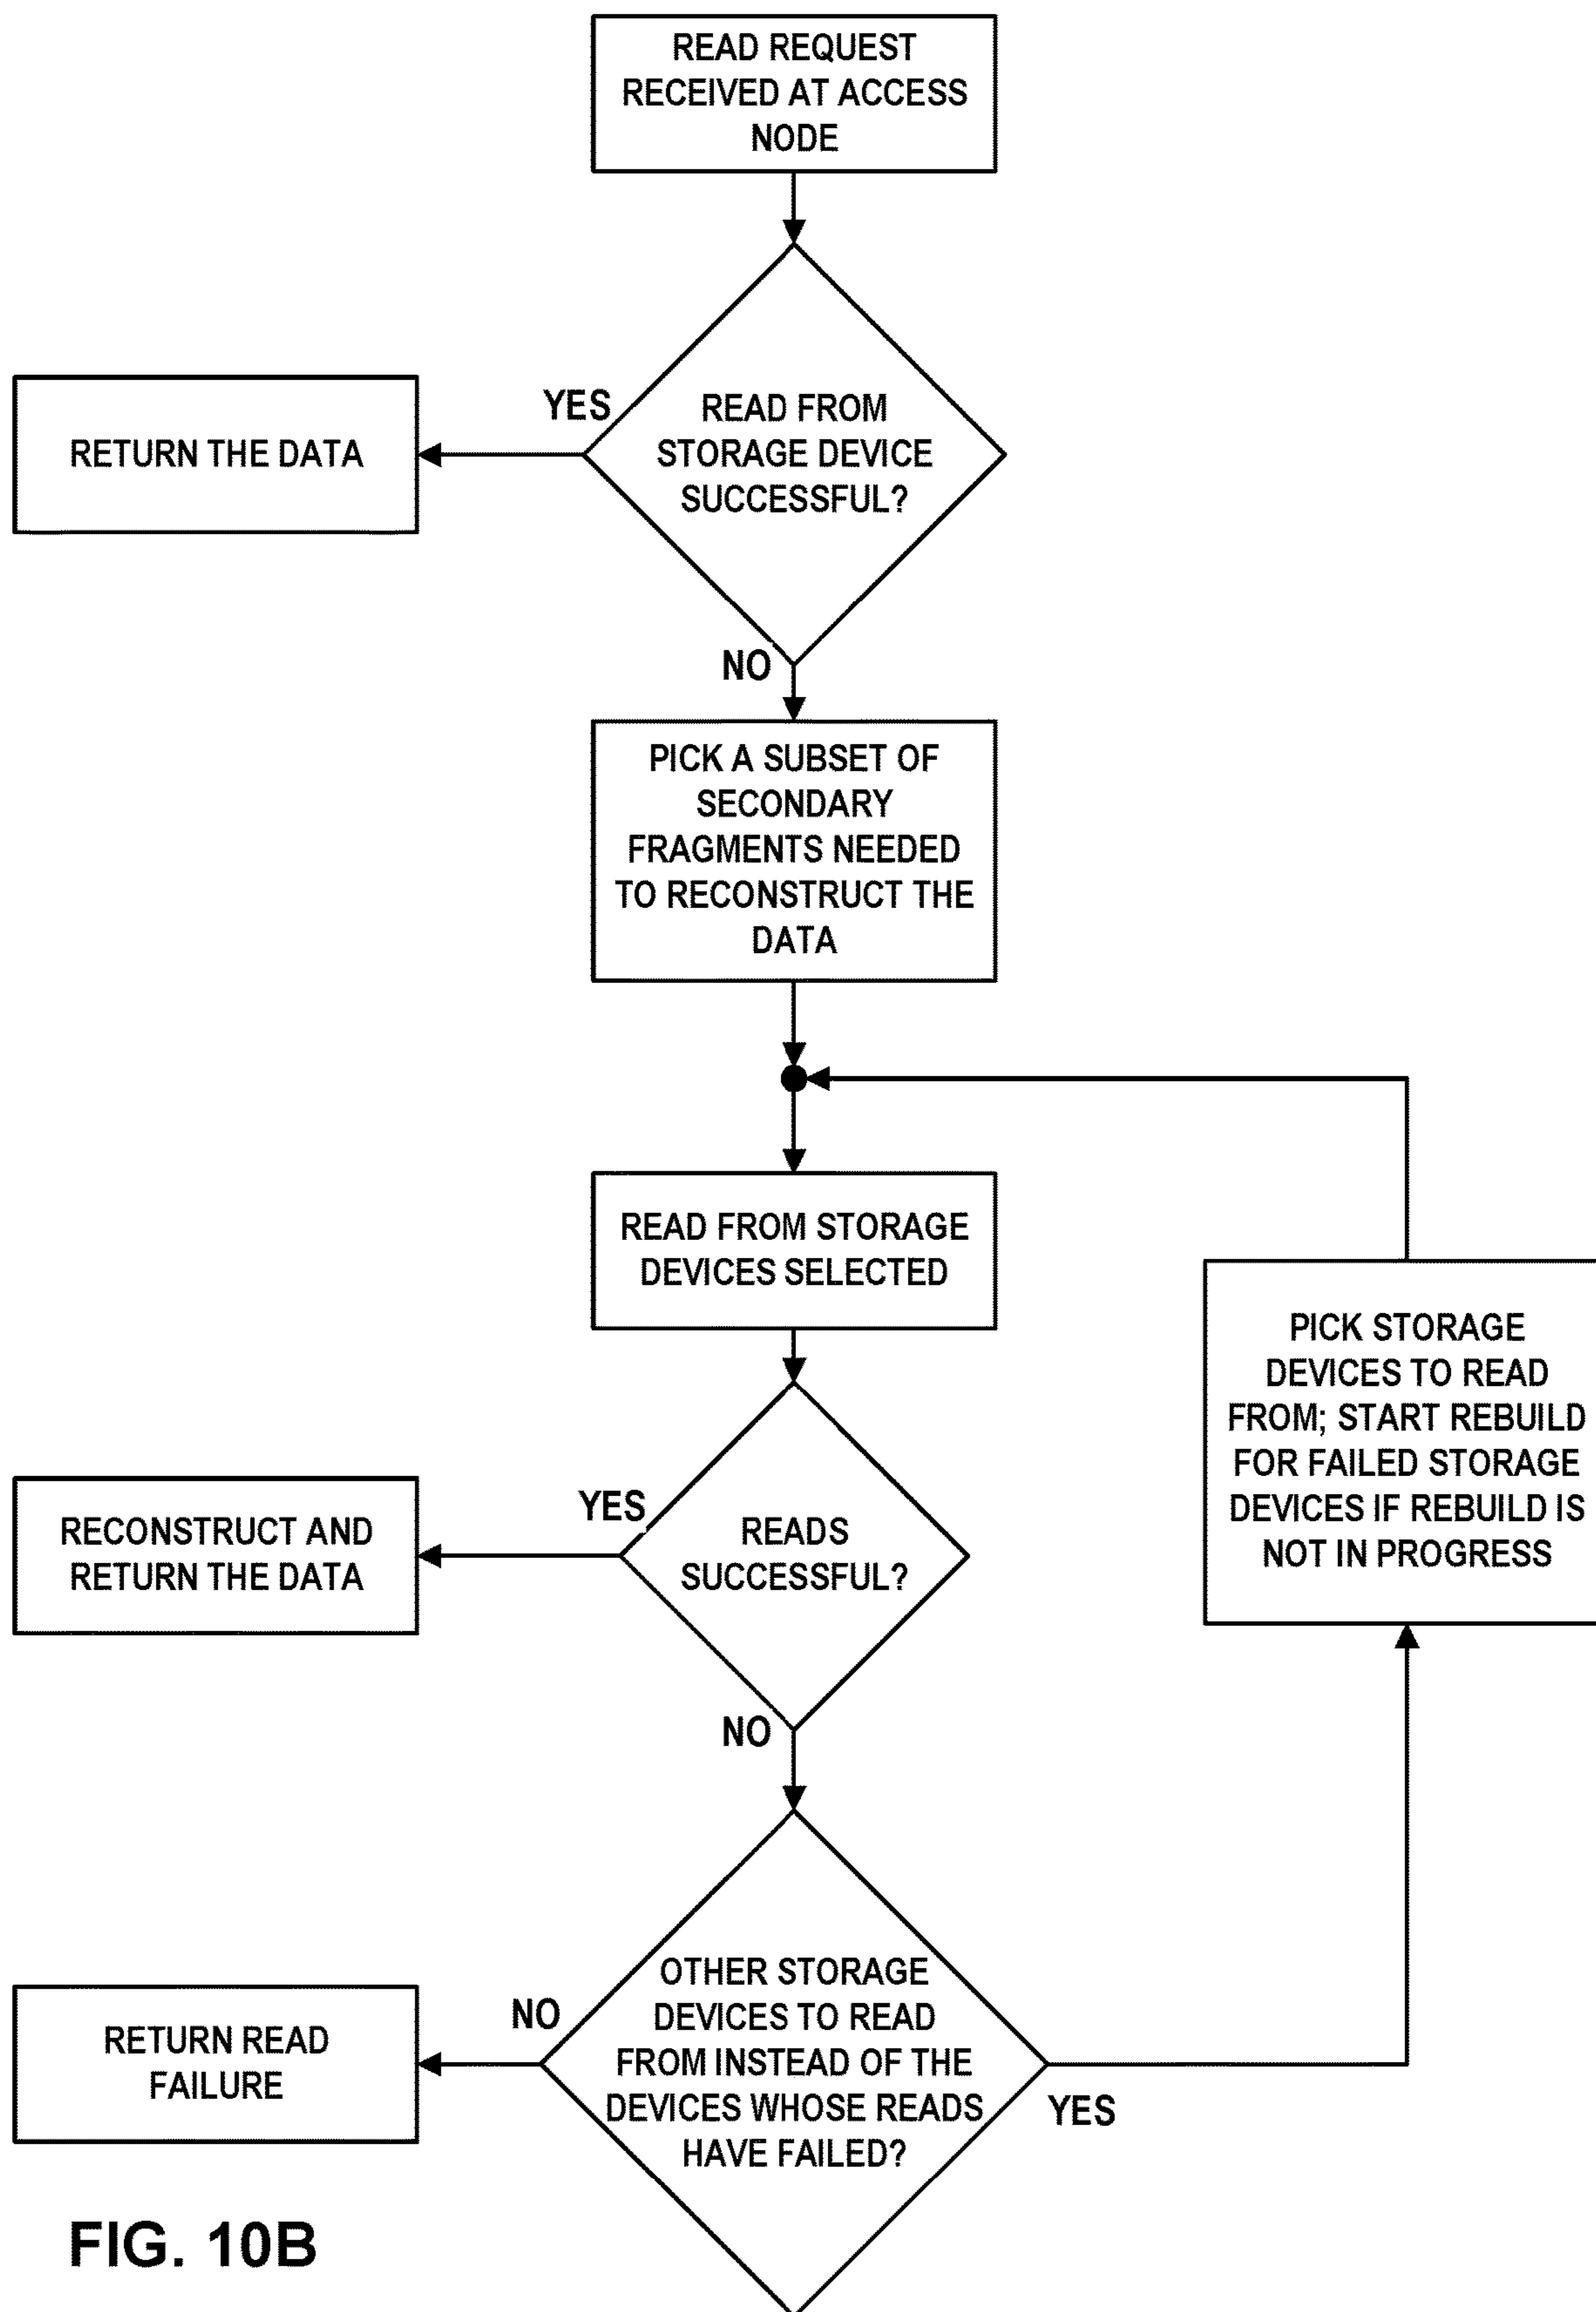 READ REQUEST
RECEIVED AT ACCESS
NODE
YES
READ FROM
STORAGE DEVICE
SUCCESSFUL?
RETURN THE DATA
NO
PICK A SUBSET OF
SECONDARY
FRAGMENTS NEEDED
TO RECONSTRUCT THE
DATA
READ FROM STORAGE
DEVICES SELECTED
PICK STORAGE
DEVICES TO READ
FROM; START REBUILD
FOR FAILED STORAGE
DEVICES IF REBUILD IS
NOT IN PROGRESS
YES
READS
SUCCESSFUL?
RECONSTRUCT AND
RETURN THE DATA
NO
OTHER STORAGE
DEVICES TO READ
FROM INSTEAD OF THE
DEVICES WHOSE READS
HAVE FAILED?
NO
RETURN READ
FAILURE
YES
FIG. 10B